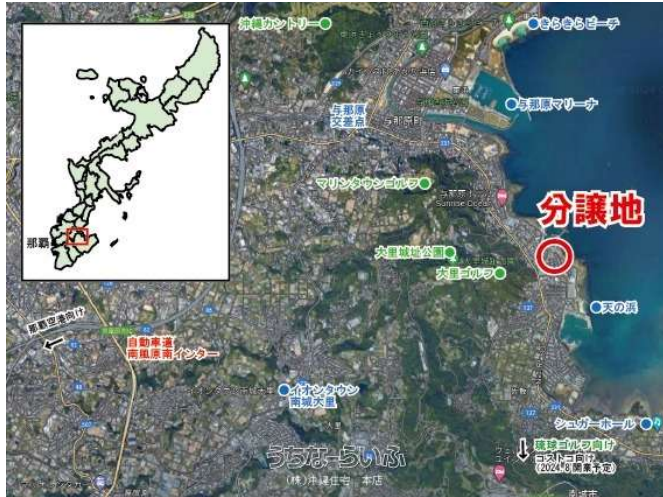 沖縄カントリー
きらきらビーチ
与那原マリーナ
与那原
交差点
与那原町
マリンタウンゴルフ
Sunrise Ocean
分譲地
那覇
大里城址公園
大里ゴルフ
天の浜
那覇空港向け
自動車道
南風原南インター
イオンタウン
南城大里
シュガーホール
琉球ゴルフ向け
コストコ向け
(2024.8開業予定)
うちなーらいふ
(株)沖縄住宅 本店
南城市